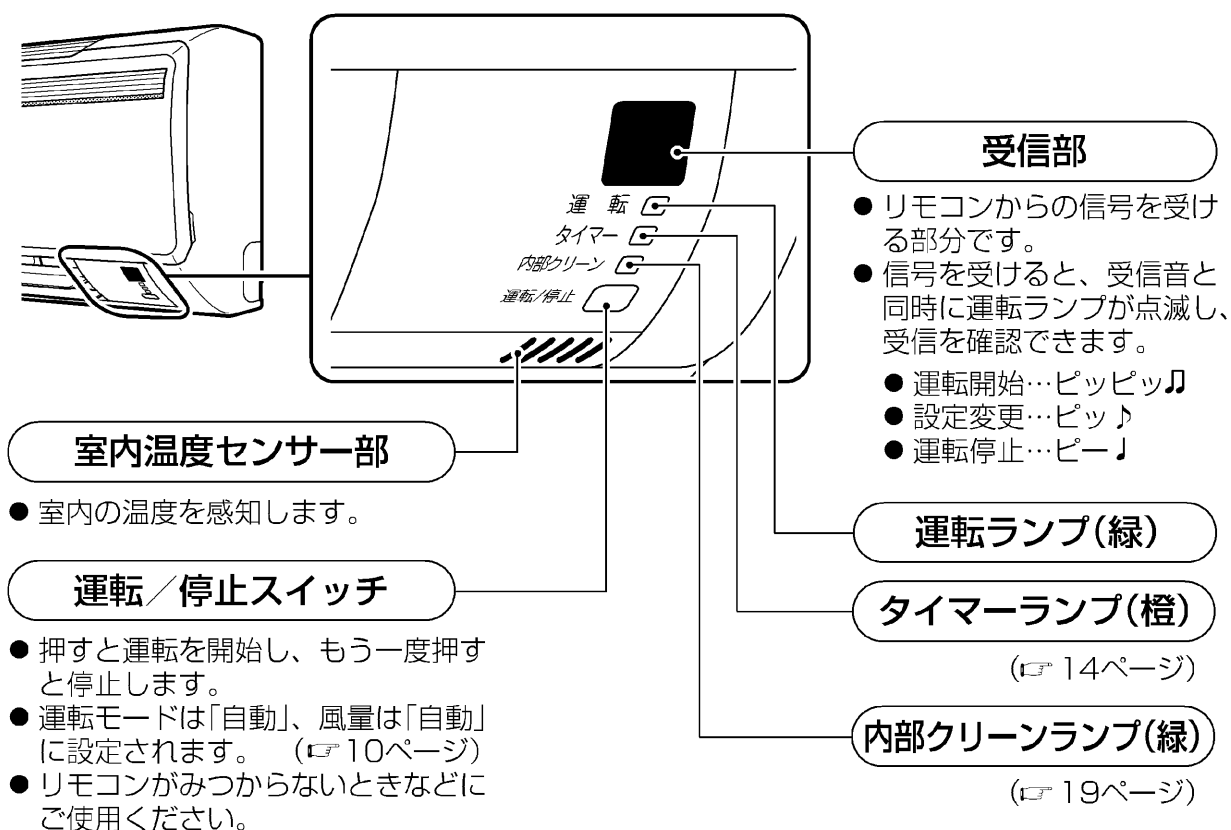 運 転
タイマー
内部クリーン
運転/停止
受信部
● リモコンからの信号を受け
る部分です。
● 信号を受けると、受信音と
同時に運転ランプが点滅し、
受信を確認できます。
● 運転開始…ピッピッ♫
● 設定変更…ピッ♪
● 運転停止…ピー♩
室内温度センサー部
● 室内の温度を感知します。
運転／停止スイッチ
● 押すと運転を開始し、もう一度押す
と停止します。
● 運転モードは「自動」、風量は「自動」
に設定されます。 （☞10ページ）
● リモコンがみつからないときなどに
ご使用ください。
運転ランプ（緑）
タイマーランプ（橙）
（☞14ページ）
内部クリーンランプ（緑）
（☞19ページ）